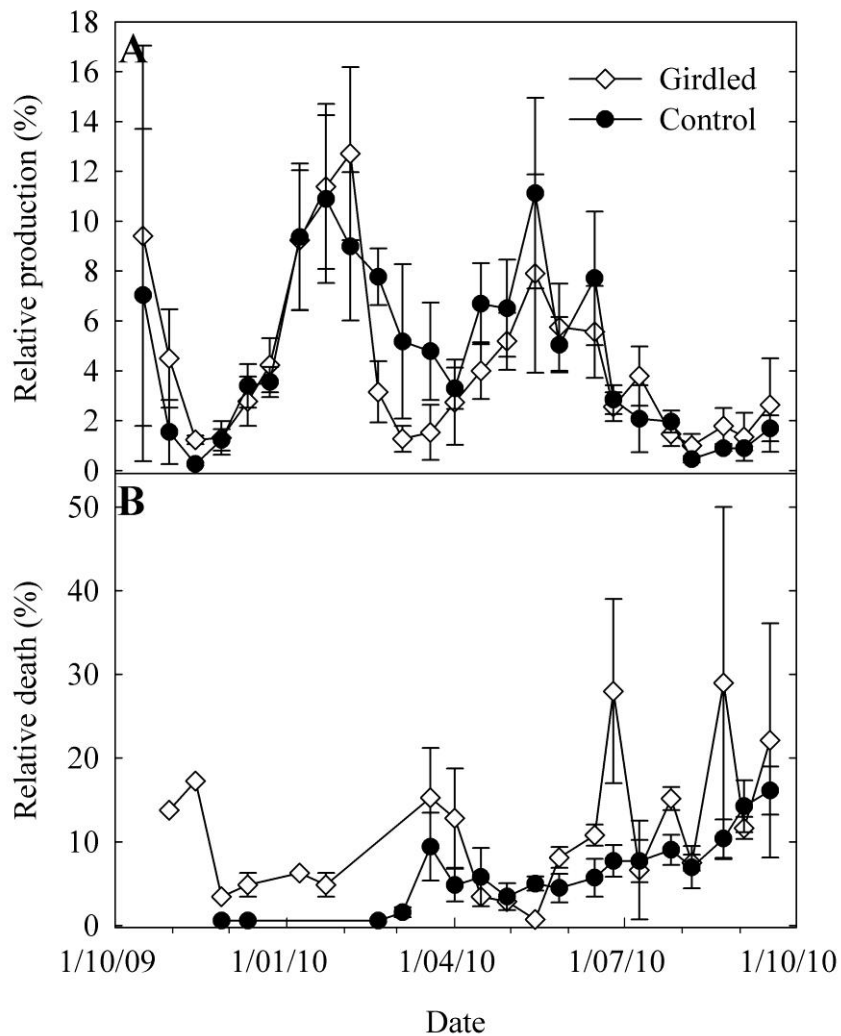 A
Relative production (%)
18
16
14
12
10
8
6
4
2
0
Girdled
Control
B
Relative death (%)
50
40
30
20
10
0
1/10/09 1/01/10 1/04/10 1/07/10 1/10/10
Date